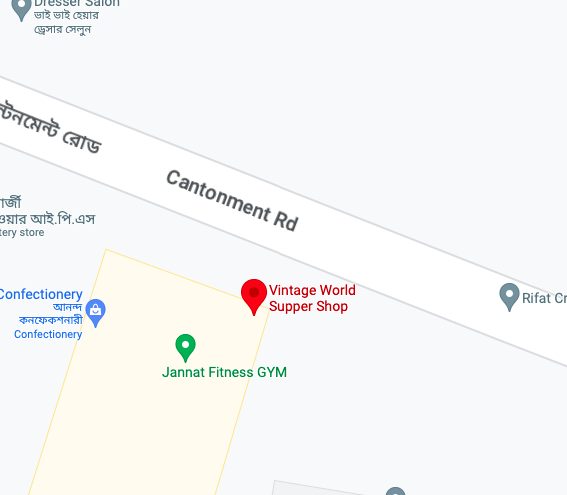 Dresser Salon
ভাই ভাই হেয়ার
ড্রেসার সেলুন
ন্টনমেন্ট রোড
Cantonment Rd
ার্জী
ওয়ার আই.পি.এস
tery store
Confectionery
আনন্দ
কনফেকশনারী
Confectionery
Vintage World
Supper Shop
Rifat Cr
Jannat Fitness GYM